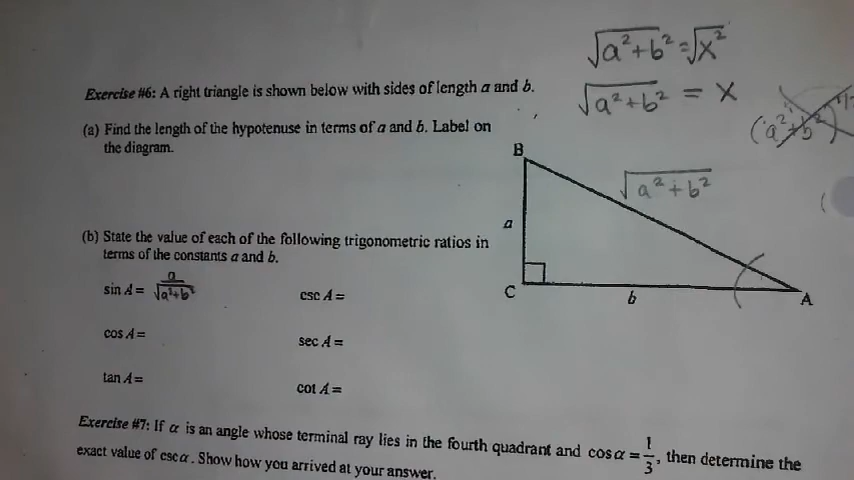 √a²+b²² = √x²
√a²+b² = x
Exercise #6: A right triangle is shown below with sides of length a and b.
(a) Find the length of the hypotenuse in terms of a and b. Label on
the diagram.
B
√a²+b²
a
C
b
A
(b) State the value of each of the following trigonometric ratios in
terms of the constants a and b.
sin A = a/√a²+b²
csc A =
cos A =
sec A =
tan A =
cot A =
Exercise #7: If α is an angle whose terminal ray lies in the fourth quadrant and cos α = 1/3, then determine the
exact value of csc α. Show how you arrived at your answer.